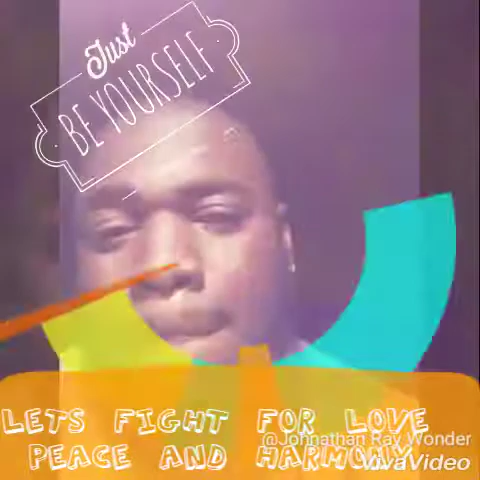 Just
BE YOURSELF
LETS FIGHT FOR LOVE
@Johnathan Ray Wonder
PEACE AND HARMONY
VivaVideo